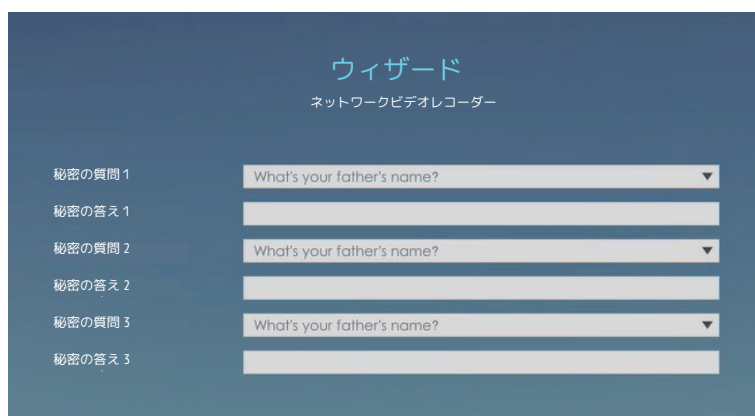 ウィザード
ネットワークビデオレコーダー
秘密の質問 1 What's your father's name?
秘密の答え 1
秘密の質問 2 What's your father's name?
秘密の答え 2
秘密の質問 3 What's your father's name?
秘密の答え 3